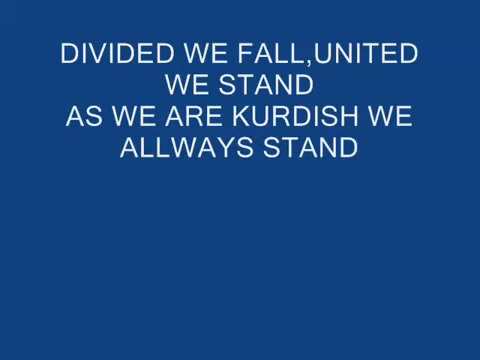 DIVIDED WE FALL,UNITED
WE STAND
AS WE ARE KURDISH WE
ALLWAYS STAND